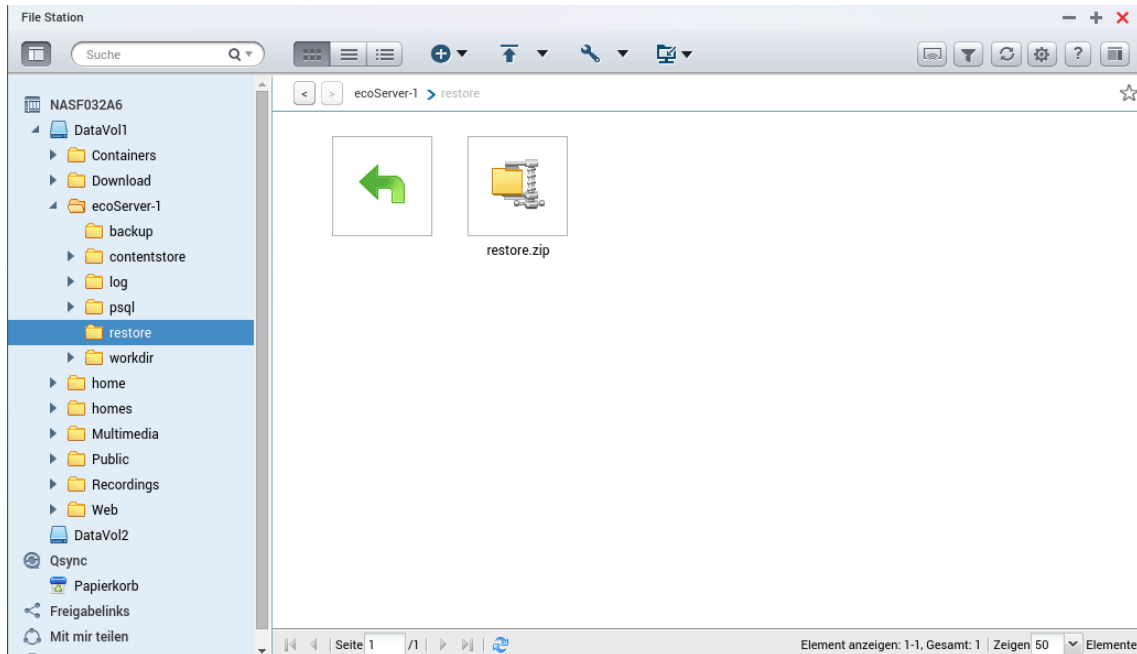 File Station
Suche
NASF032A6
DataVol1
Containers
Download
ecoServer-1
backup
contentstore
log
psql
restore
workdir
home
homes
Multimedia
Public
Recordings
Web
DataVol2
Qsync
Papierkorb
Freigabelinks
Mit mir teilen
ecoServer-1 restore
restore.zip
Seite 1 /1
Element anzeigen: 1-1, Gesamt: 1 Zeigen 50 Elemente